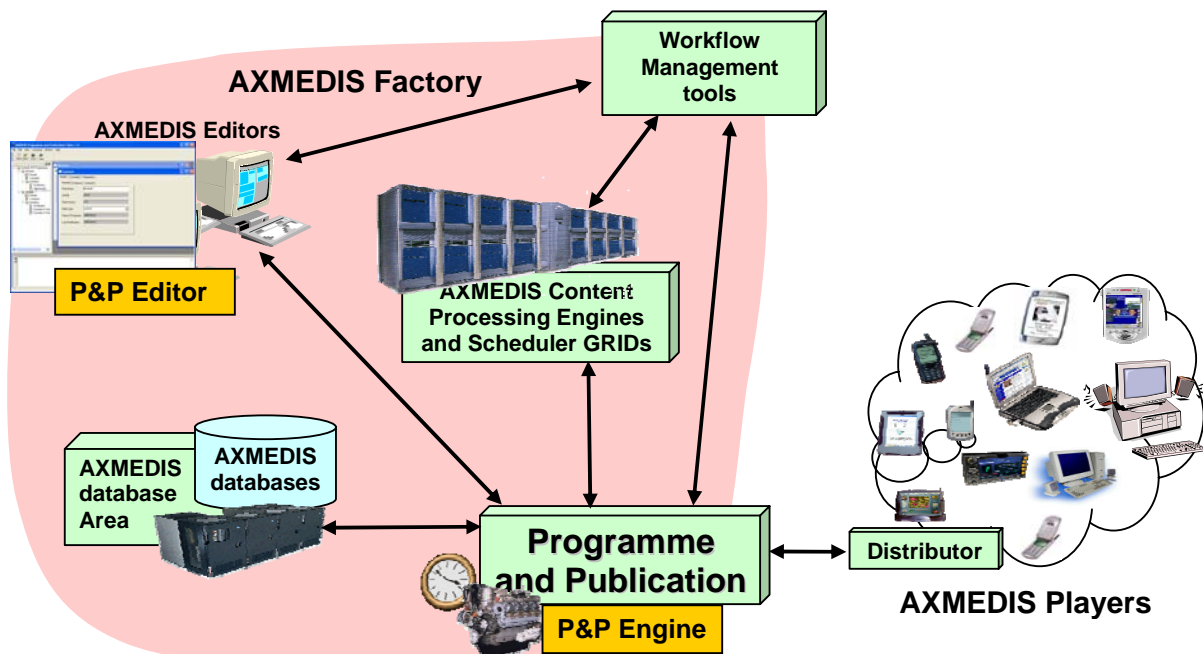 Workflow
Management
tools
AXMEDIS Factory
AXMEDIS Editors
P&P Editor
AXMEDIS Content
Processing Engines
and Scheduler GRIDs
AXMEDIS
database
Area
AXMEDIS
databases
Programme
and Publication
P&P Engine
Distributor
AXMEDIS Players